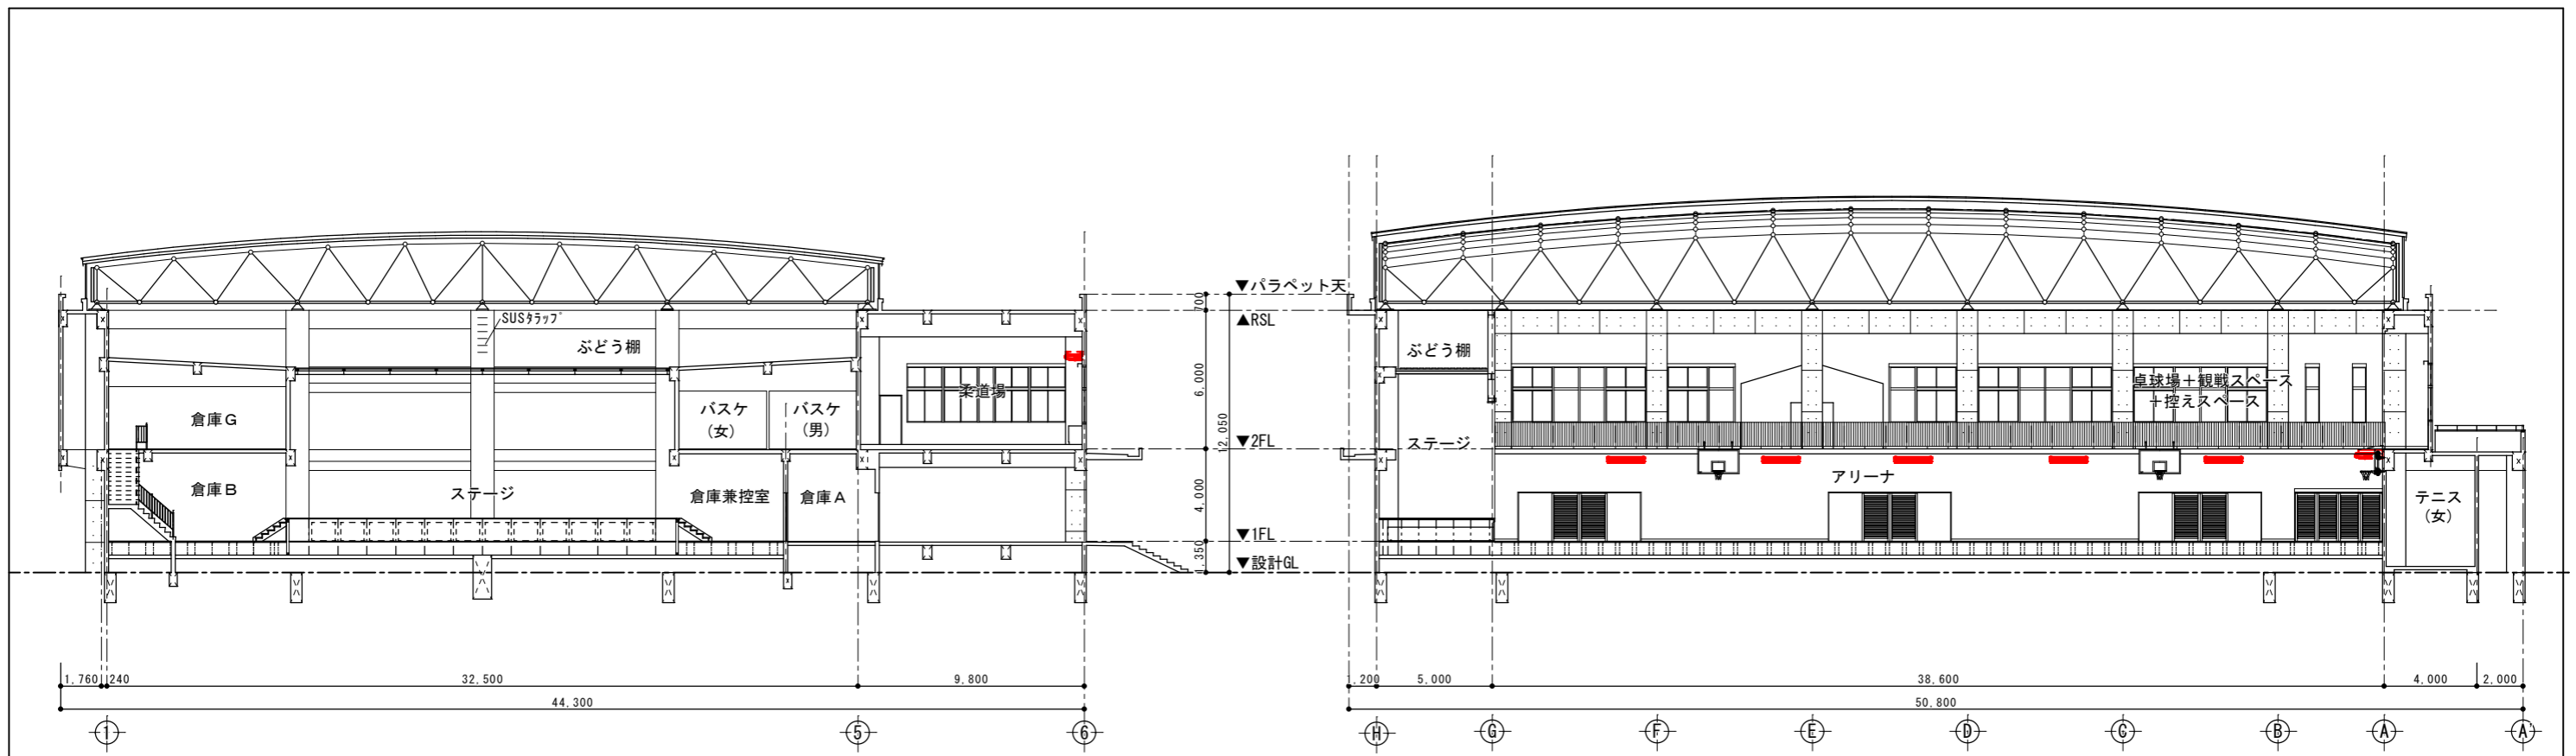 SUSタラップ
ぶどう棚
倉庫G
バスケ
(女)
バスケ
(男)
柔道場
倉庫B
ステージ
倉庫兼控室
倉庫A
▼パラペット天
▲RSL
▼2FL
▼1FL
▼設計GL
700
6,000
4,000
1,350
12,050
ぶどう棚
ステージ
卓球場+観戦スペース
+控えスペース
アリーナ
テニス
(女)
1,760
240
32,500
9,800
44,300
1,200
5,000
38,600
4,000
2,000
50,800
1
5
6
H
G
F
E
D
C
B
A
A'